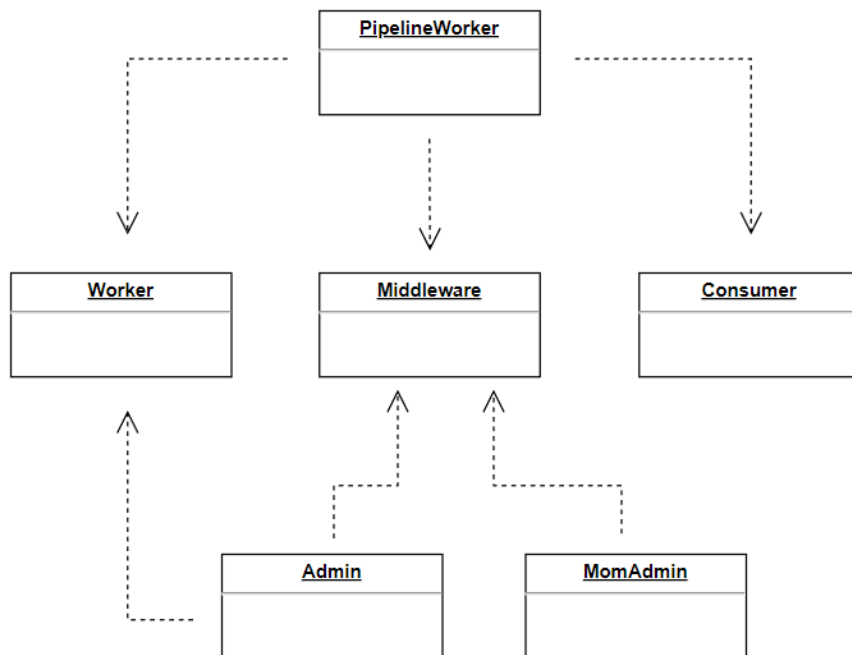 PipelineWorker
Worker
Middleware
Consumer
Admin
MomAdmin